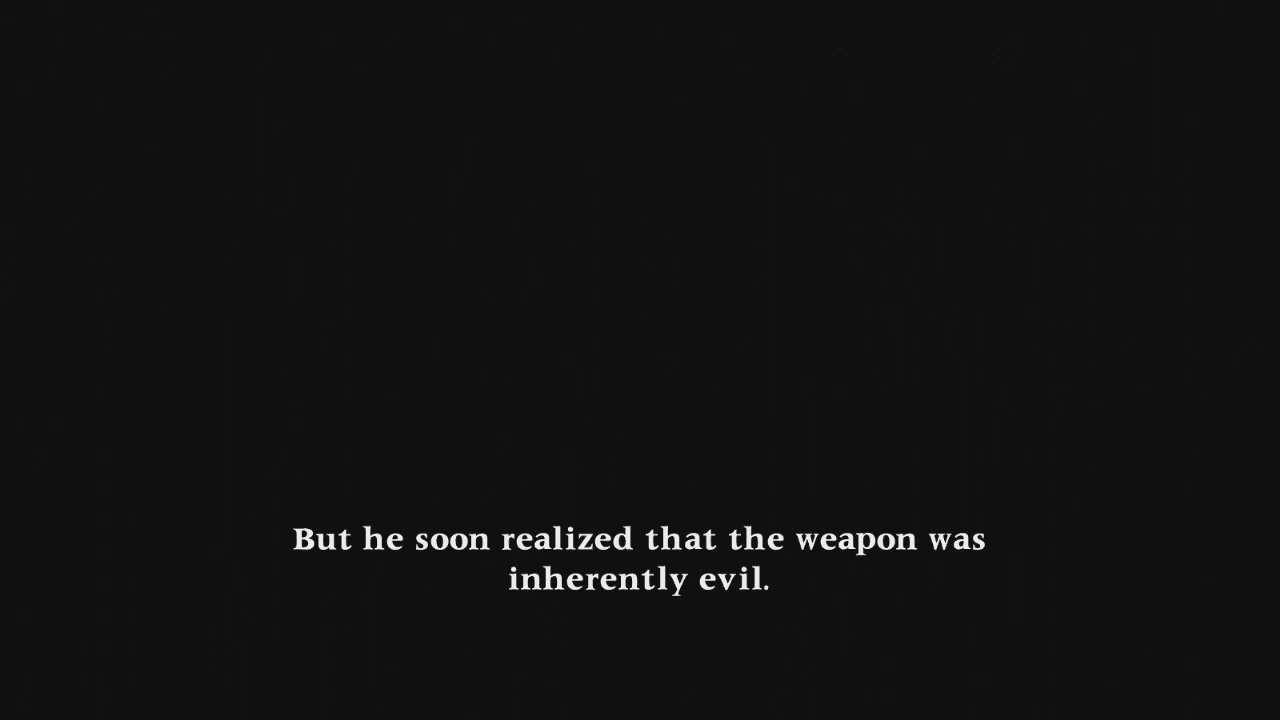 But he soon realized that the weapon was
inherently evil.